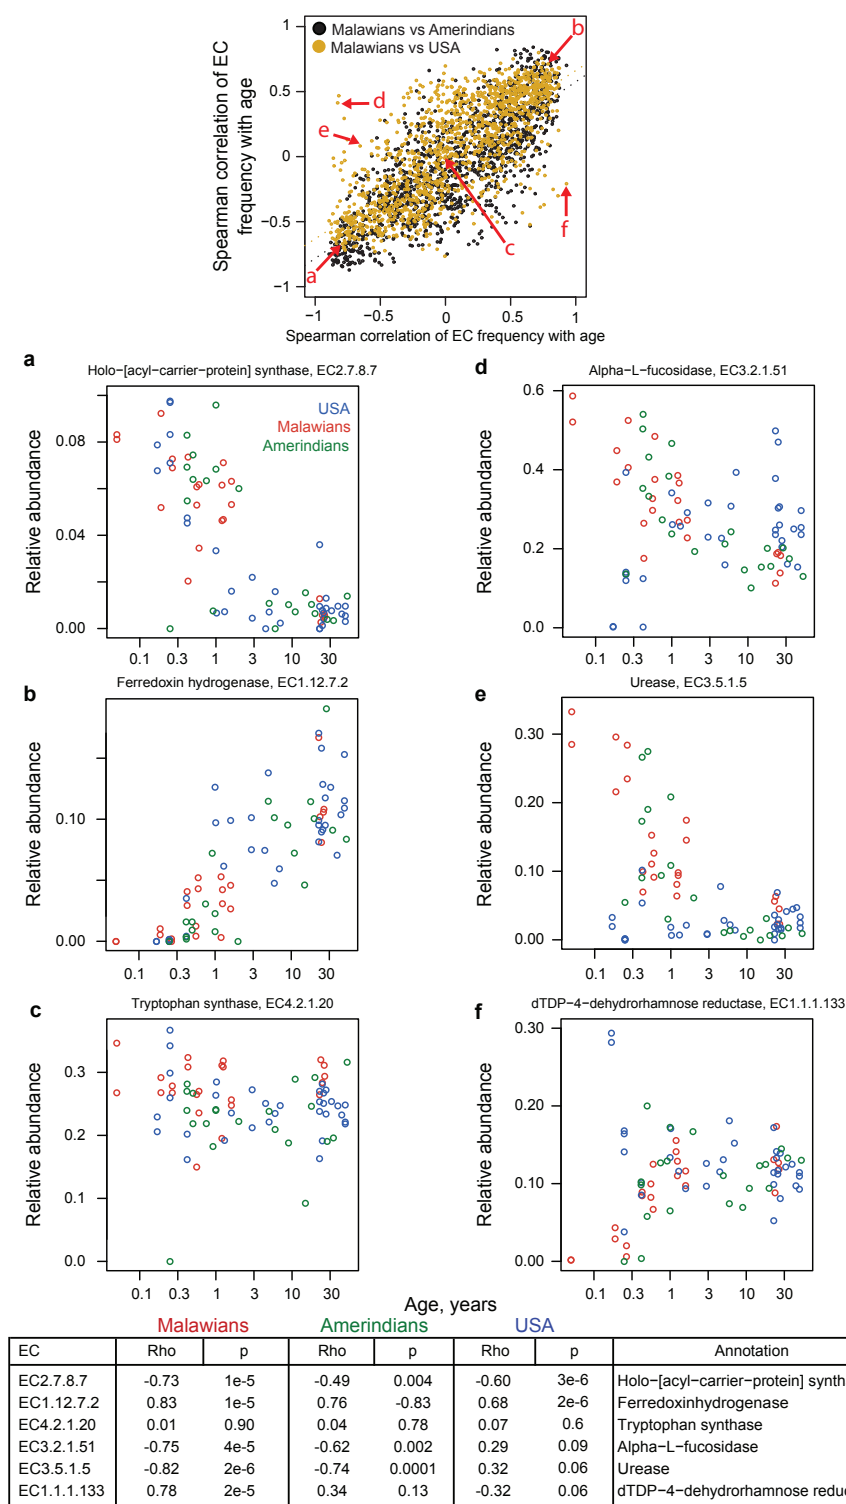 Spearman correlation of EC
frequency with age
1
0.5
0
−0.5
−1
Malawians vs Amerindians
Malawians vs USA
b
d
e
a
c
f
−1
−0.5
0
0.5
1
Spearman correlation of EC frequency with age
a
Holo−[acyl−carrier−protein] synthase, EC2.7.8.7
USA
Malawians
Amerindians
Relative abundance
0.08
0.04
0.00
0.1
0.3
1
3
10
30
b
Ferredoxin hydrogenase, EC1.12.7.2
Relative abundance
0.10
0.00
0.1
0.3
1
3
10
30
c
Tryptophan synthase, EC4.2.1.20
Relative abundance
0.3
0.2
0.10
0.0
0.1
0.3
1
3
10
30
d
Alpha−L−fucosidase, EC3.2.1.51
Relative abundance
0.6
0.4
0.2
0.0
0.1
0.3
1
3
10
30
e
Urease, EC3.5.1.5
Relative abundance
0.30
0.20
0.10
0.00
0.1
0.3
1
3
10
30
f
dTDP−4−dehydrorhamnose reductase, EC1.1.1.133
Relative abundance
0.30
0.20
0.10
0.00
0.1
0.3
1
3
10
30
Age, years
Malawians Amerindians USA
EC Rho p Rho p Rho p Annotation
EC2.7.8.7 -0.73 1e-5 -0.49 0.004 -0.60 3e-6 Holo−[acyl−carrier−protein] synth
EC1.12.7.2 0.83 1e-5 0.76 -0.83 0.68 2e-6 Ferredoxinhydrogenase
EC4.2.1.20 0.01 0.90 0.04 0.78 0.07 0.6 Tryptophan synthase
EC3.2.1.51 -0.75 4e-5 -0.62 0.002 0.29 0.09 Alpha−L−fucosidase
EC3.5.1.5 -0.82 2e-6 -0.74 0.0001 0.32 0.06 Urease
EC1.1.1.133 0.78 2e-5 0.34 0.13 -0.32 0.06 dTDP−4−dehydrorhamnose redu